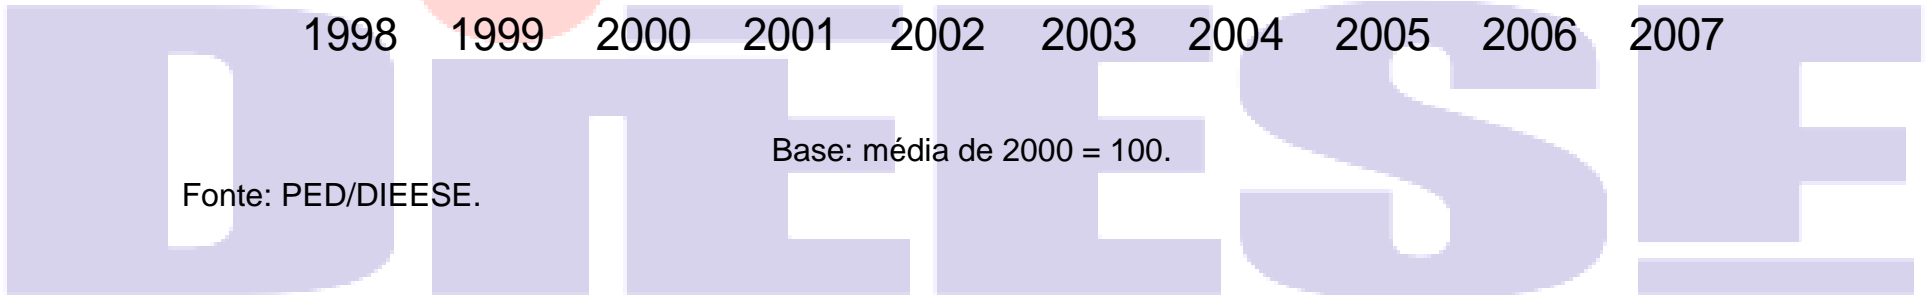 1998 1999 2000 2001 2002 2003 2004 2005 2006 2007
Base: média de 2000 = 100.
Fonte: PED/DIEESE.
DIEESE